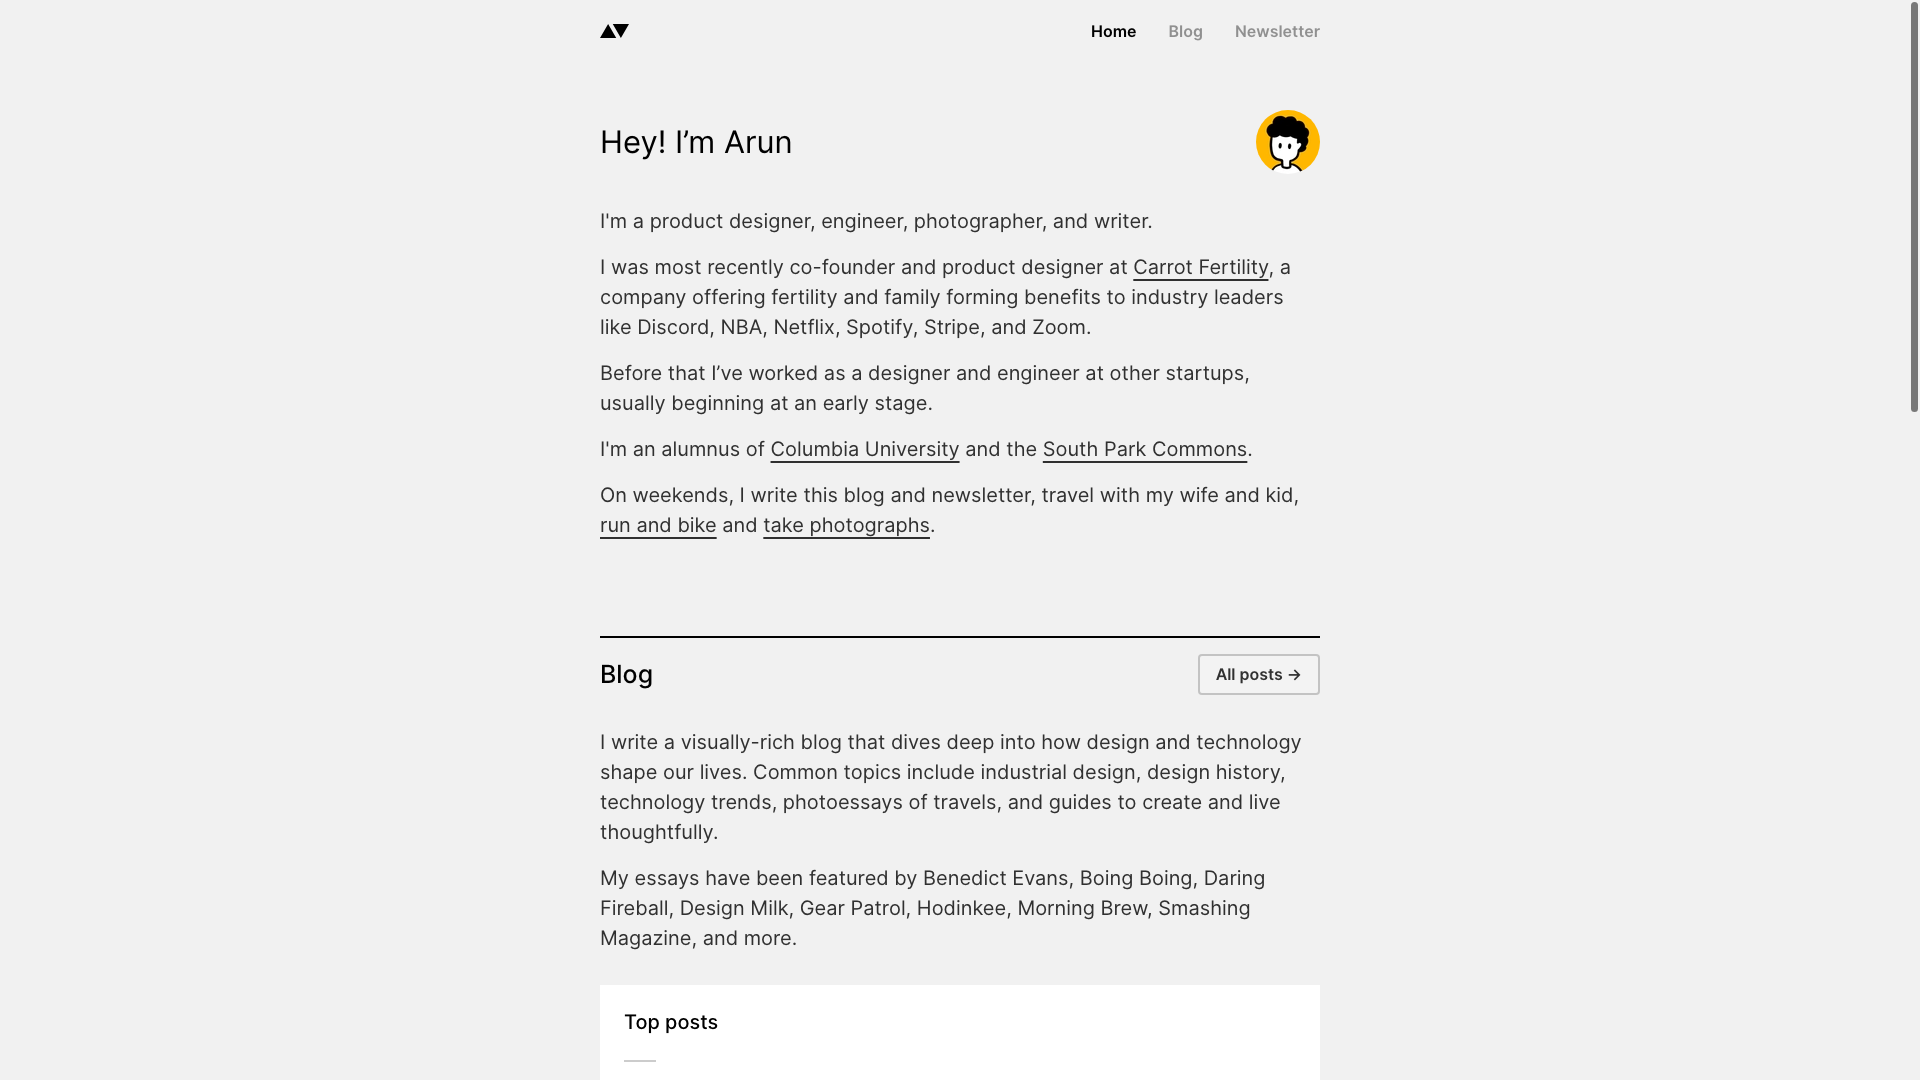 Home
Blog
Newsletter
Hey! I’m Arun
I'm a product designer, engineer, photographer, and writer.
I was most recently co-founder and product designer at Carrot Fertility, a
company offering fertility and family forming benefits to industry leaders
like Discord, NBA, Netflix, Spotify, Stripe, and Zoom.
Before that I’ve worked as a designer and engineer at other startups,
usually beginning at an early stage.
I'm an alumnus of Columbia University and the South Park Commons.
On weekends, I write this blog and newsletter, travel with my wife and kid,
run and bike and take photographs.
Blog
All posts →
I write a visually-rich blog that dives deep into how design and technology
shape our lives. Common topics include industrial design, design history,
technology trends, photoessays of travels, and guides to create and live
thoughtfully.
My essays have been featured by Benedict Evans, Boing Boing, Daring
Fireball, Design Milk, Gear Patrol, Hodinkee, Morning Brew, Smashing
Magazine, and more.
Top posts